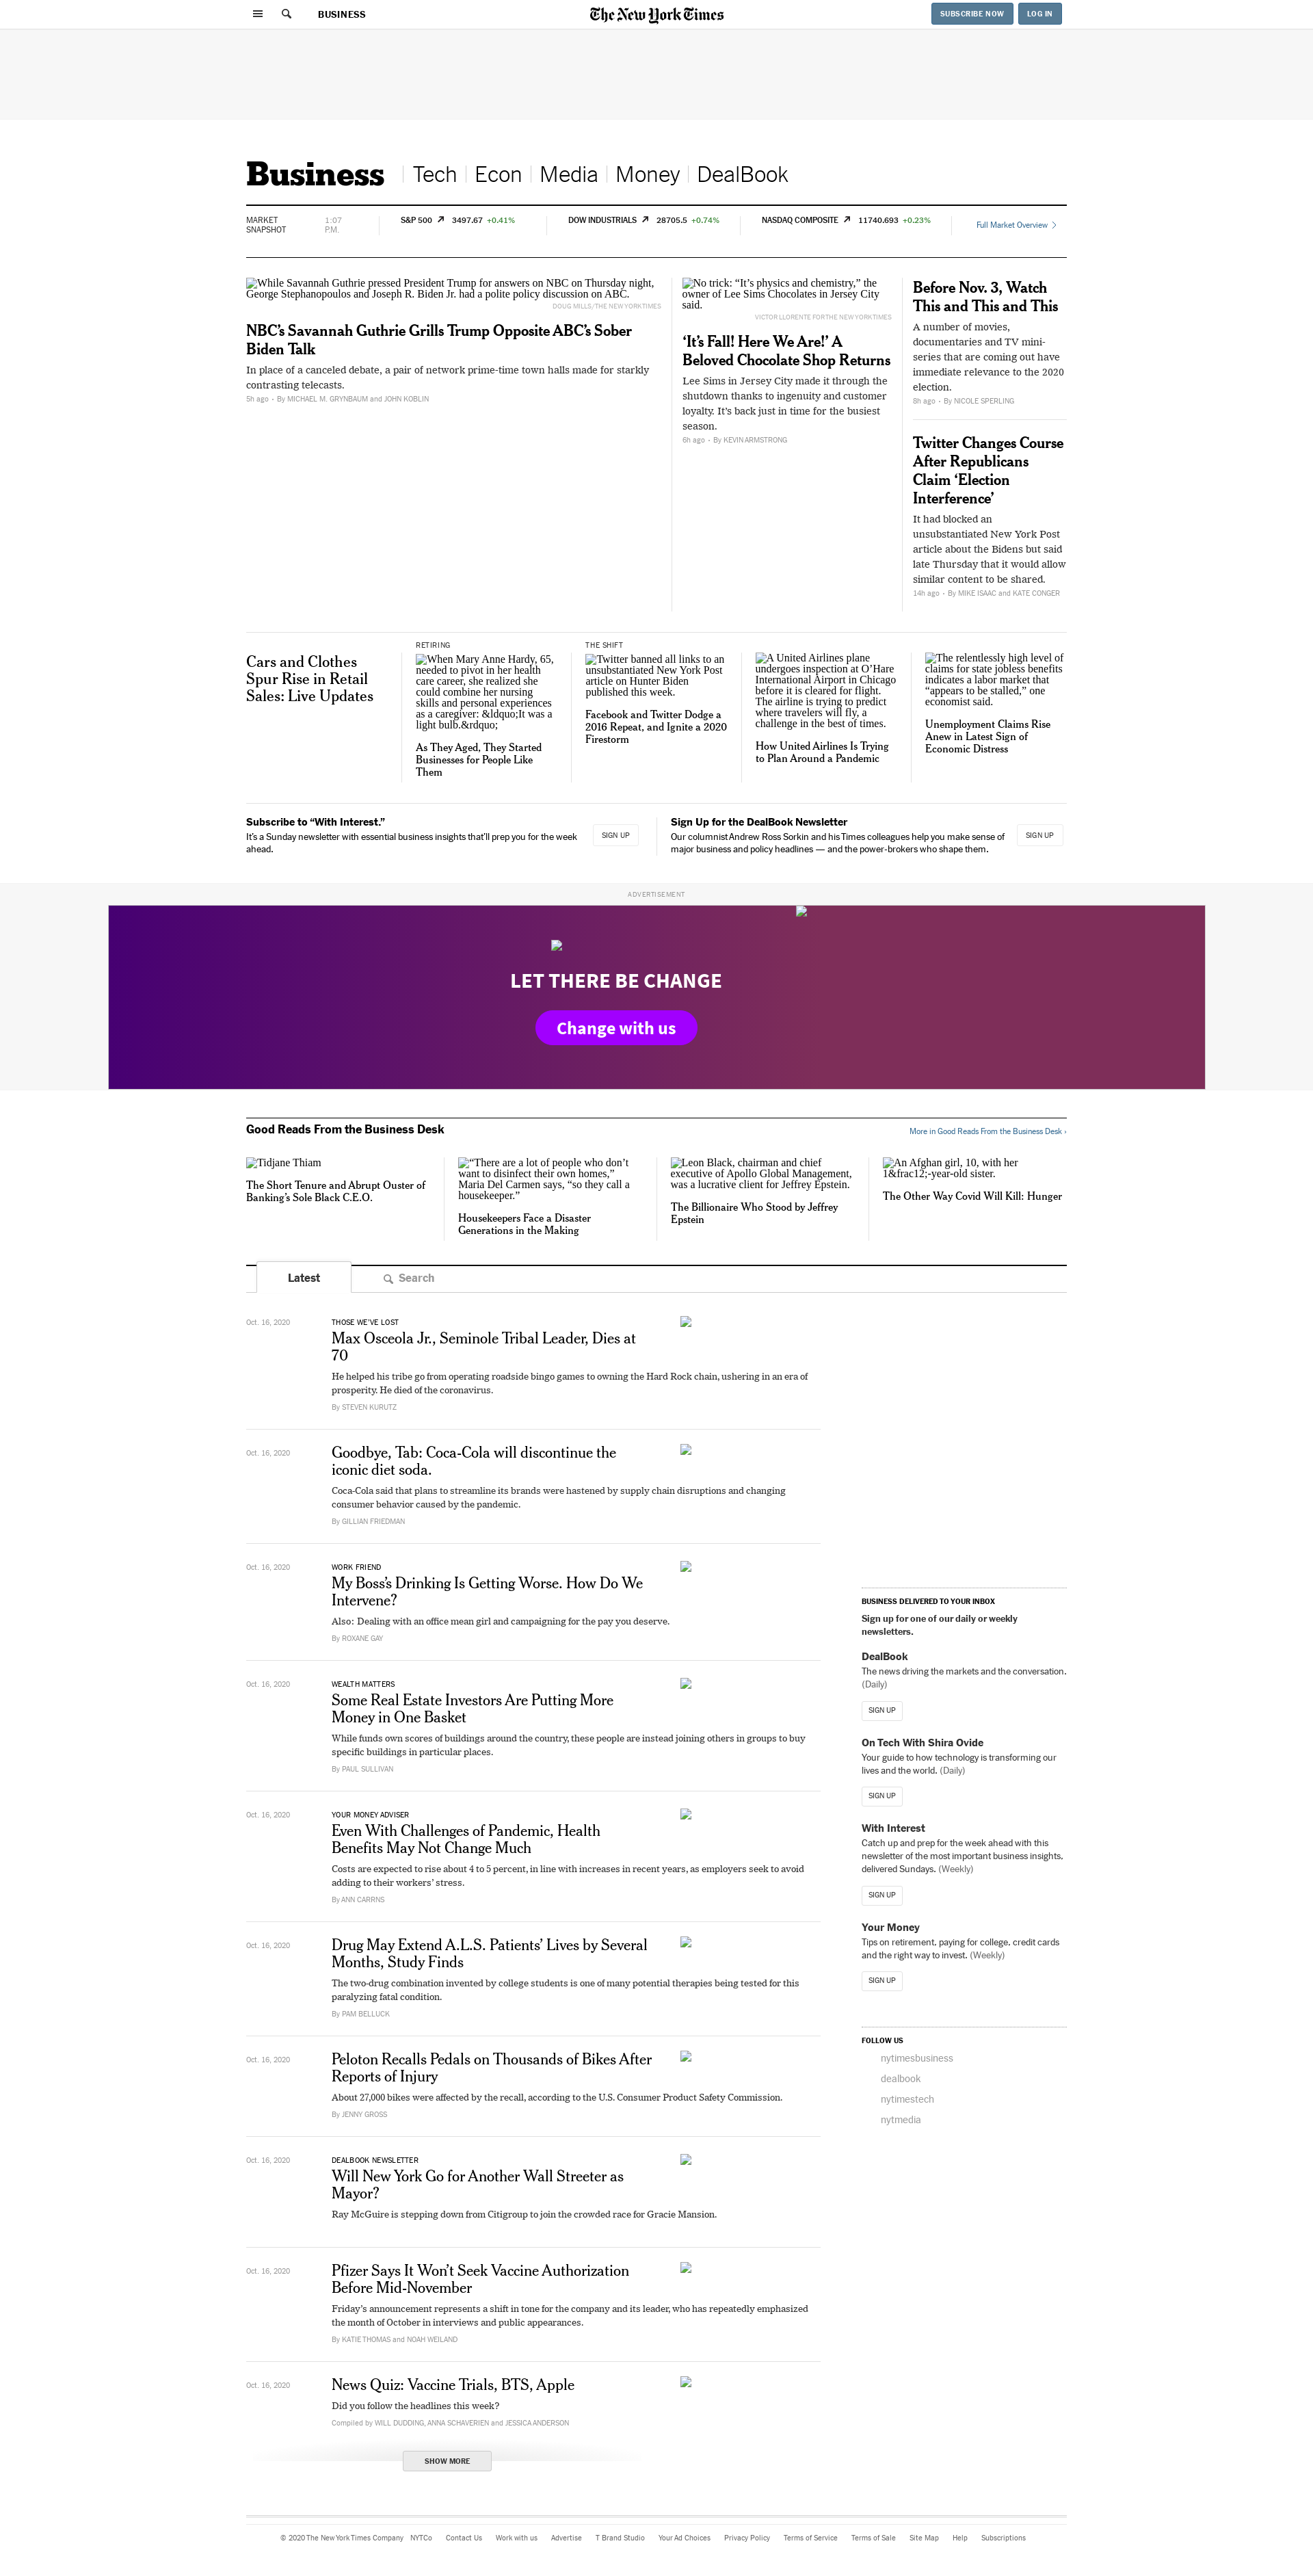 BUSINESS
The New York Times
SUBSCRIBE NOW
LOG IN
Business
Tech
Econ
Media
Money
DealBook
MARKET
SNAPSHOT
1:07
P.M.
S&P 500 3497.67 +0.41%
DOW INDUSTRIALS 28705.5 +0.74%
NASDAQ COMPOSITE 11740.693 +0.23%
Full Market Overview
While Savannah Guthrie pressed President Trump for answers on NBC on Thursday night,
George Stephanopoulos and Joseph R. Biden Jr. had a polite policy discussion on ABC.
DOUG MILLS/THE NEW YORK TIMES
NBC’s Savannah Guthrie Grills Trump Opposite ABC’s Sober
Biden Talk
In place of a canceled debate, a pair of network prime-time town halls made for starkly
contrasting telecasts.
5h ago • By MICHAEL M. GRYNBAUM and JOHN KOBLIN
No trick: “It’s physics and chemistry,” the
owner of Lee Sims Chocolates in Jersey City
said.
VICTOR LLORENTE FOR THE NEW YORK TIMES
‘It’s Fall! Here We Are!’ A
Beloved Chocolate Shop Returns
Lee Sims in Jersey City made it through the
shutdown thanks to ingenuity and customer
loyalty. It’s back just in time for the busiest
season.
6h ago • By KEVIN ARMSTRONG
Before Nov. 3, Watch
This and This and This
A number of movies,
documentaries and TV mini-
series that are coming out have
immediate relevance to the 2020
election.
8h ago • By NICOLE SPERLING
Twitter Changes Course
After Republicans
Claim ‘Election
Interference’
It had blocked an
unsubstantiated New York Post
article about the Bidens but said
late Thursday that it would allow
similar content to be shared.
14h ago • By MIKE ISAAC and KATE CONGER
Cars and Clothes
Spur Rise in Retail
Sales: Live Updates
RETIRING
When Mary Anne Hardy, 65,
needed to pivot in her health
care career, she realized she
could combine her nursing
skills and personal experiences
as a caregiver: &ldquo;It was a
light bulb.&rdquo;
As They Aged, They Started
Businesses for People Like
Them
THE SHIFT
Twitter banned all links to an
unsubstantiated New York Post
article on Hunter Biden
published this week.
Facebook and Twitter Dodge a
2016 Repeat, and Ignite a 2020
Firestorm
A United Airlines plane
undergoes inspection at O’Hare
International Airport in Chicago
before it is cleared for flight.
The airline is trying to predict
where travelers will fly, a
challenge in the best of times.
How United Airlines Is Trying
to Plan Around a Pandemic
The relentlessly high level of
claims for state jobless benefits
indicates a labor market that
“appears to be stalled,” one
economist said.
Unemployment Claims Rise
Anew in Latest Sign of
Economic Distress
Subscribe to “With Interest.”
It’s a Sunday newsletter with essential business insights that’ll prep you for the week
ahead.
SIGN UP
Sign Up for the DealBook Newsletter
Our columnist Andrew Ross Sorkin and his Times colleagues help you make sense of
major business and policy headlines — and the power-brokers who shape them.
SIGN UP
ADVERTISEMENT
LET THERE BE CHANGE
Change with us
Good Reads From the Business Desk
More in Good Reads From the Business Desk ›
Tidjane Thiam
The Short Tenure and Abrupt Ouster of
Banking’s Sole Black C.E.O.
“There are a lot of people who don’t
want to disinfect their own homes,”
Maria Del Carmen says, “so they call a
housekeeper.”
Housekeepers Face a Disaster
Generations in the Making
Leon Black, chairman and chief
executive of Apollo Global Management,
was a lucrative client for Jeffrey Epstein.
The Billionaire Who Stood by Jeffrey
Epstein
An Afghan girl, 10, with her
1&frac12;-year-old sister.
The Other Way Covid Will Kill: Hunger
Latest
Search
Oct. 16, 2020
THOSE WE’VE LOST
Max Osceola Jr., Seminole Tribal Leader, Dies at
70
He helped his tribe go from operating roadside bingo games to owning the Hard Rock chain, ushering in an era of
prosperity. He died of the coronavirus.
By STEVEN KURUTZ
Oct. 16, 2020
Goodbye, Tab: Coca-Cola will discontinue the
iconic diet soda.
Coca-Cola said that plans to streamline its brands were hastened by supply chain disruptions and changing
consumer behavior caused by the pandemic.
By GILLIAN FRIEDMAN
Oct. 16, 2020
WORK FRIEND
My Boss’s Drinking Is Getting Worse. How Do We
Intervene?
Also: Dealing with an office mean girl and campaigning for the pay you deserve.
By ROXANE GAY
Oct. 16, 2020
WEALTH MATTERS
Some Real Estate Investors Are Putting More
Money in One Basket
While funds own scores of buildings around the country, these people are instead joining others in groups to buy
specific buildings in particular places.
By PAUL SULLIVAN
Oct. 16, 2020
YOUR MONEY ADVISER
Even With Challenges of Pandemic, Health
Benefits May Not Change Much
Costs are expected to rise about 4 to 5 percent, in line with increases in recent years, as employers seek to avoid
adding to their workers’ stress.
By ANN CARRNS
Oct. 16, 2020
Drug May Extend A.L.S. Patients’ Lives by Several
Months, Study Finds
The two-drug combination invented by college students is one of many potential therapies being tested for this
paralyzing fatal condition.
By PAM BELLUCK
Oct. 16, 2020
Peloton Recalls Pedals on Thousands of Bikes After
Reports of Injury
About 27,000 bikes were affected by the recall, according to the U.S. Consumer Product Safety Commission.
By JENNY GROSS
Oct. 16, 2020
DEALBOOK NEWSLETTER
Will New York Go for Another Wall Streeter as
Mayor?
Ray McGuire is stepping down from Citigroup to join the crowded race for Gracie Mansion.
Oct. 16, 2020
Pfizer Says It Won’t Seek Vaccine Authorization
Before Mid-November
Friday’s announcement represents a shift in tone for the company and its leader, who has repeatedly emphasized
the month of October in interviews and public appearances.
By KATIE THOMAS and NOAH WEILAND
Oct. 16, 2020
News Quiz: Vaccine Trials, BTS, Apple
Did you follow the headlines this week?
Compiled by WILL DUDDING, ANNA SCHAVERIEN and JESSICA ANDERSON
SHOW MORE
BUSINESS DELIVERED TO YOUR INBOX
Sign up for one of our daily or weekly
newsletters.
DealBook
The news driving the markets and the conversation.
(Daily)
SIGN UP
On Tech With Shira Ovide
Your guide to how technology is transforming our
lives and the world. (Daily)
SIGN UP
With Interest
Catch up and prep for the week ahead with this
newsletter of the most important business insights,
delivered Sundays. (Weekly)
SIGN UP
Your Money
Tips on retirement, paying for college, credit cards
and the right way to invest. (Weekly)
SIGN UP
FOLLOW US
nytimesbusiness
dealbook
nytimestech
nytmedia
© 2020 The New York Times Company NYTCo Contact Us Work with us Advertise T Brand Studio Your Ad Choices Privacy Policy Terms of Service Terms of Sale Site Map Help Subscriptions